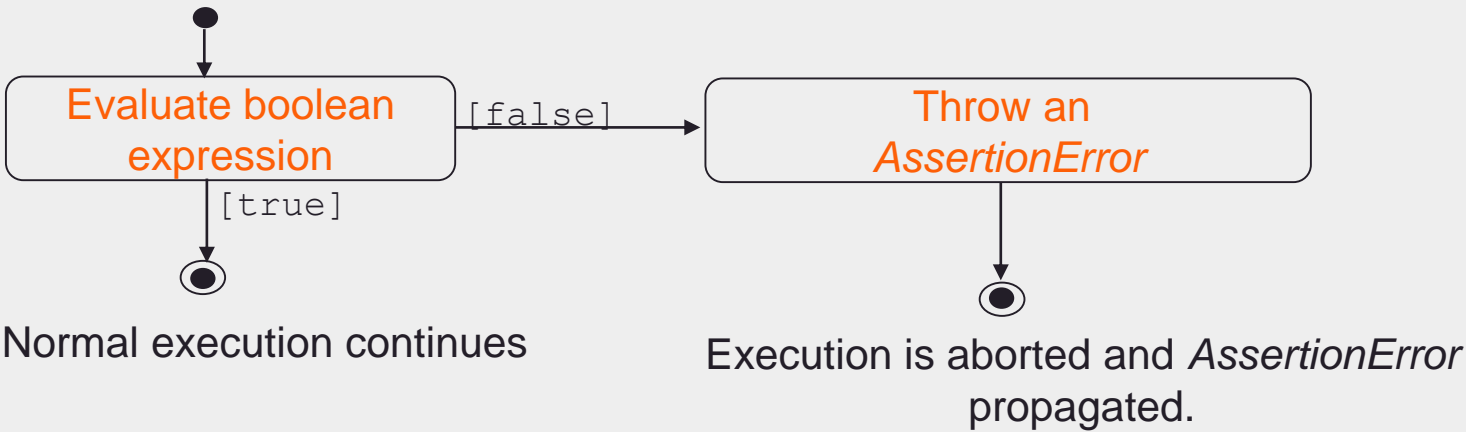 Evaluate boolean
expression
[false]
Throw an
AssertionError
[true]
Normal execution continues
Execution is aborted and AssertionError
propagated.